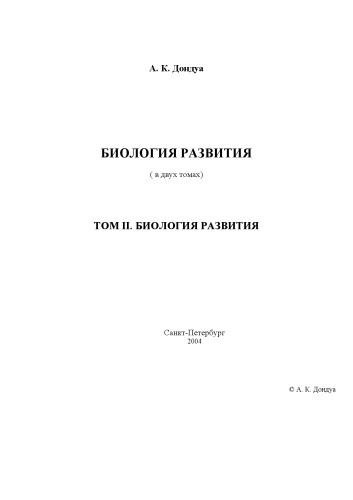 А. К. Дондуа
БИОЛОГИЯ РАЗВИТИЯ
( в двух томах)
ТОМ II. БИОЛОГИЯ РАЗВИТИЯ
Санкт-Петербург
2004
© А. К. Дондуа